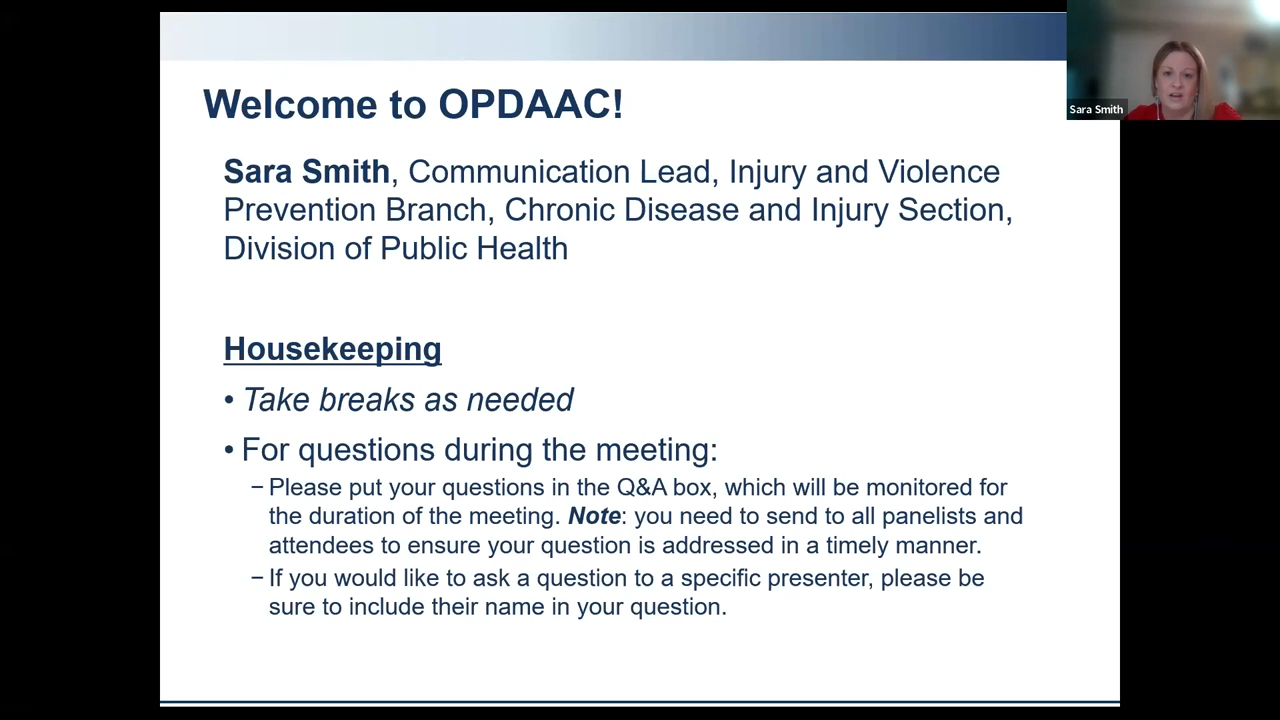 Welcome to OPDAAC!
Sara Smith
Sara Smith, Communication Lead, Injury and Violence
Prevention Branch, Chronic Disease and Injury Section,
Division of Public Health
Housekeeping
• Take breaks as needed
• For questions during the meeting:
− Please put your questions in the Q&A box, which will be monitored for
the duration of the meeting. Note: you need to send to all panelists and
attendees to ensure your question is addressed in a timely manner.
− If you would like to ask a question to a specific presenter, please be
sure to include their name in your question.